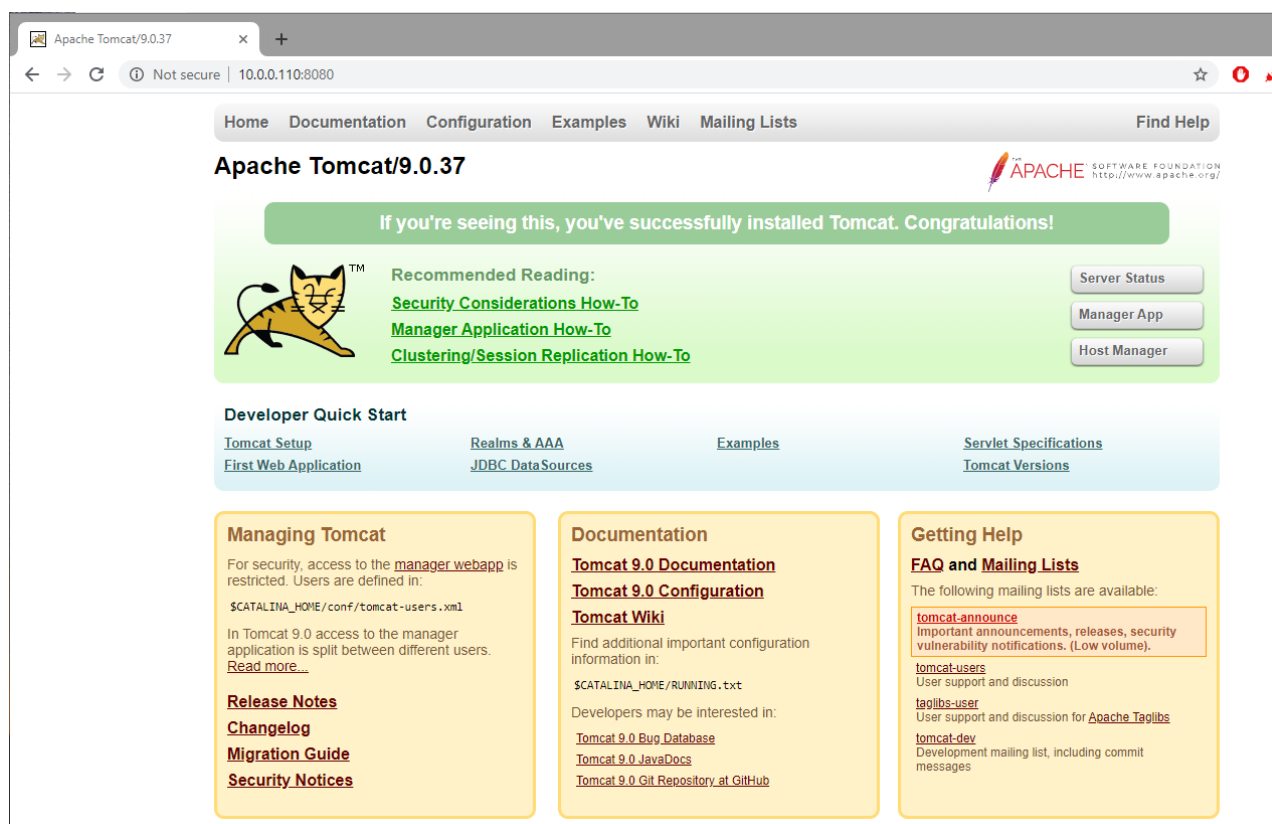 Apache Tomcat/9.0.37
Not secure | 10.0.0.110:8080
Home Documentation Configuration Examples Wiki Mailing Lists Find Help
Apache Tomcat/9.0.37
THE
APACHE SOFTWARE FOUNDATION
http://www.apache.org/
If you're seeing this, you've successfully installed Tomcat. Congratulations!
TM
Recommended Reading:
Security Considerations How-To
Manager Application How-To
Clustering/Session Replication How-To
Server Status
Manager App
Host Manager
Developer Quick Start
Tomcat Setup
First Web Application
Realms & AAA
JDBC DataSources
Examples
Servlet Specifications
Tomcat Versions
Managing Tomcat
For security, access to the manager webapp is
restricted. Users are defined in:
$CATALINA_HOME/conf/tomcat-users.xml
In Tomcat 9.0 access to the manager
application is split between different users.
Read more...
Release Notes
Changelog
Migration Guide
Security Notices
Documentation
Tomcat 9.0 Documentation
Tomcat 9.0 Configuration
Tomcat Wiki
Find additional important configuration
information in:
$CATALINA_HOME/RUNNING.txt
Developers may be interested in:
Tomcat 9.0 Bug Database
Tomcat 9.0 JavaDocs
Tomcat 9.0 Git Repository at GitHub
Getting Help
FAQ and Mailing Lists
The following mailing lists are available:
tomcat-announce
Important announcements, releases, security
vulnerability notifications. (Low volume).
tomcat-users
User support and discussion
taglibs-user
User support and discussion for Apache Taglibs
tomcat-dev
Development mailing list, including commit
messages